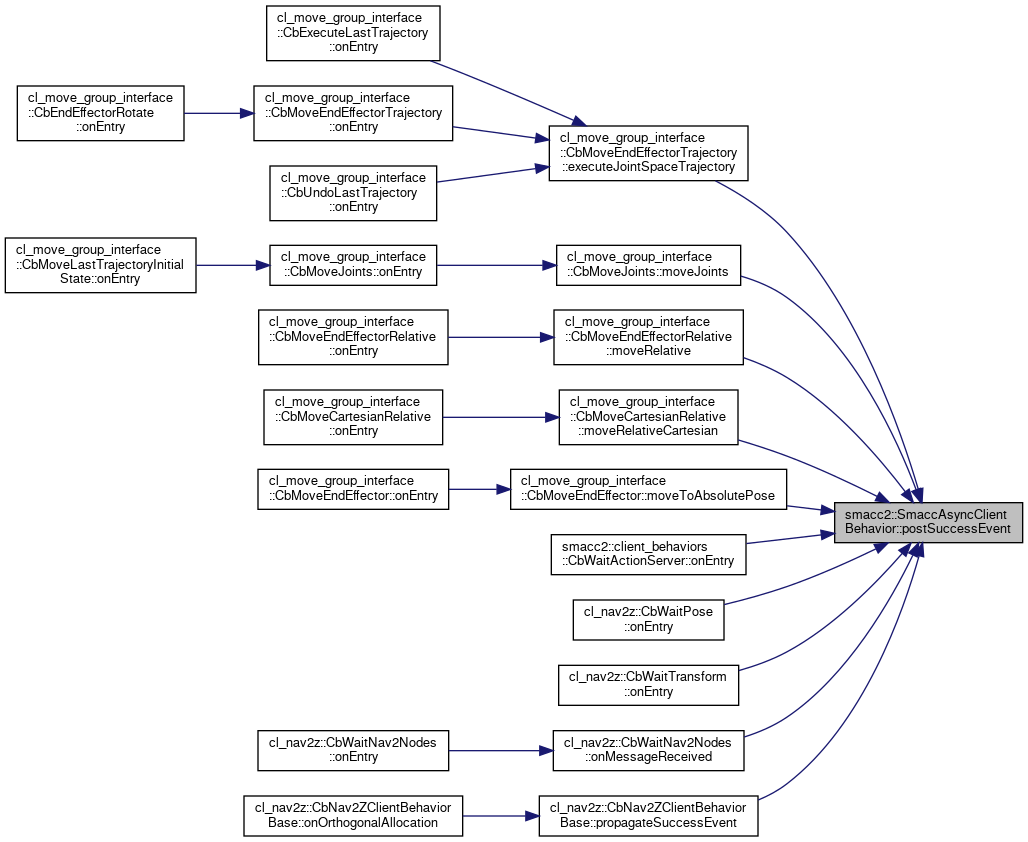 cl_move_group_interface
::CbExecuteLastTrajectory
::onEntry
cl_move_group_interface
::CbEndEffectorRotate
::onEntry
cl_move_group_interface
::CbMoveEndEffectorTrajectory
::onEntry
cl_move_group_interface
::CbMoveEndEffectorTrajectory
::executeJointSpaceTrajectory
cl_move_group_interface
::CbUndoLastTrajectory
::onEntry
cl_move_group_interface
::CbMoveLastTrajectoryInitial
State::onEntry
cl_move_group_interface
::CbMoveJoints::onEntry
cl_move_group_interface
::CbMoveJoints::moveJoints
cl_move_group_interface
::CbMoveEndEffectorRelative
::onEntry
cl_move_group_interface
::CbMoveEndEffectorRelative
::moveRelative
cl_move_group_interface
::CbMoveCartesianRelative
::onEntry
cl_move_group_interface
::CbMoveCartesianRelative
::moveRelativeCartesian
cl_move_group_interface
::CbMoveEndEffector::onEntry
cl_move_group_interface
::CbMoveEndEffector::moveToAbsolutePose
smacc2::SmaccAsyncClient
Behavior::postSuccessEvent
smacc2::client_behaviors
::CbWaitActionServer::onEntry
cl_nav2z::CbWaitPose
::onEntry
cl_nav2z::CbWaitTransform
::onEntry
cl_nav2z::CbWaitNav2Nodes
::onEntry
cl_nav2z::CbWaitNav2Nodes
::onMessageReceived
cl_nav2z::CbNav2ZClientBehavior
Base::onOrthogonalAllocation
cl_nav2z::CbNav2ZClientBehavior
Base::propagateSuccessEvent